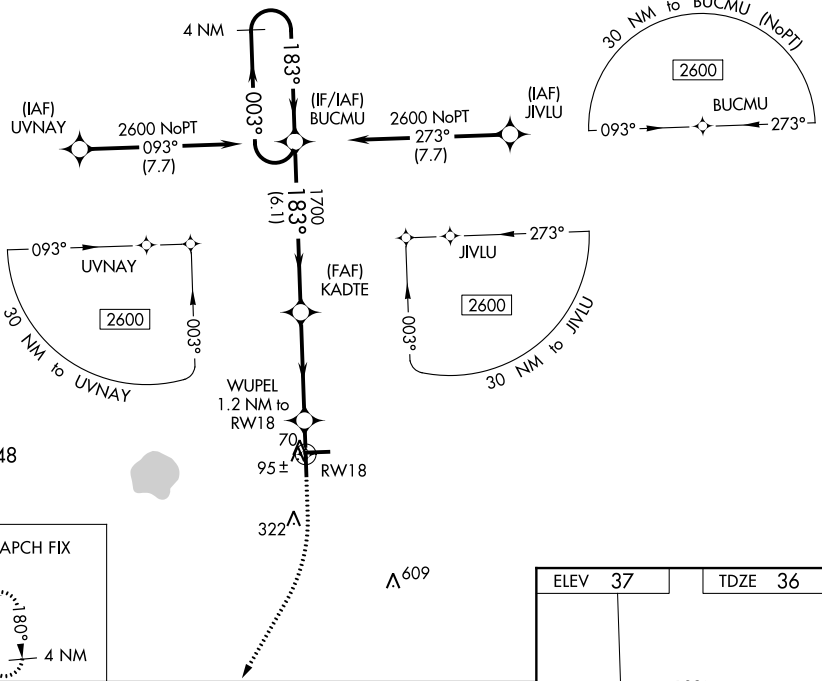 4 NM
183°
003°
(IAF)
UVNAY
2600 NoPT
093°
(7.7)
(IF/IAF)
BUCMU
2600 NoPT
273°
(7.7)
(IAF)
JIVLU
30 NM to BUCMU (NoPT)
2600
BUCMU
093°
273°
1700
183°
(6.1)
093°
UVNAY
2600
003°
30 NM to UVNAY
(FAF)
KADTE
273°
JIVLU
2600
003°
30 NM to JIVLU
WUPEL
1.2 NM to
RW18
70
95±
RW18
48
322
609
APCH FIX
180°
4 NM
ELEV 37
TDZE 36